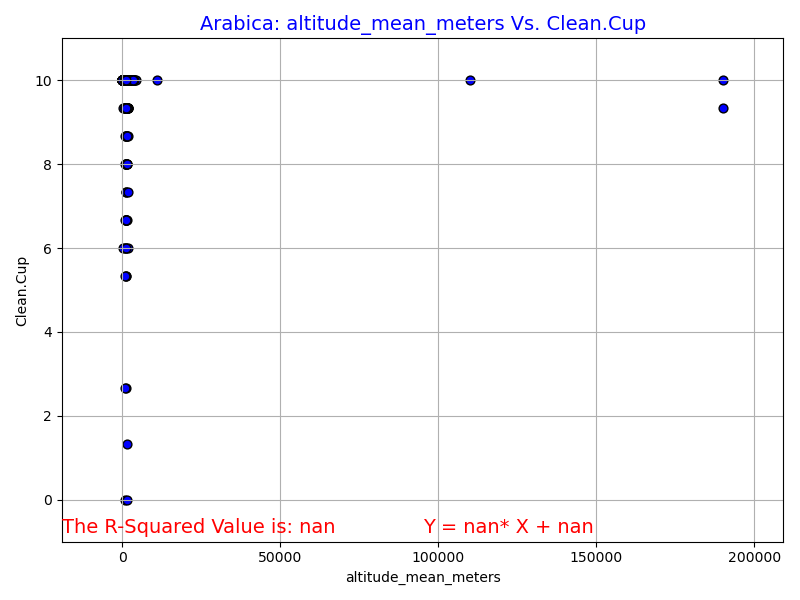 Arabica: altitude_mean_meters Vs. Clean.Cup
10
8
6
4
2
0
Clean.Cup
The R-Squared Value is: nan
Y = nan* X + nan
0
50000
100000
150000
200000
altitude_mean_meters